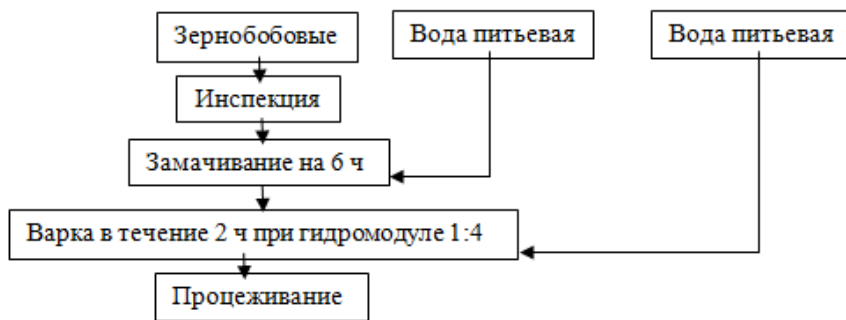 Зернобобовые
Вода питьевая
Вода питьевая
Инспекция
Замачивание на 6 ч
Варка в течение 2 ч при гидромодуле 1:4
Процеживание